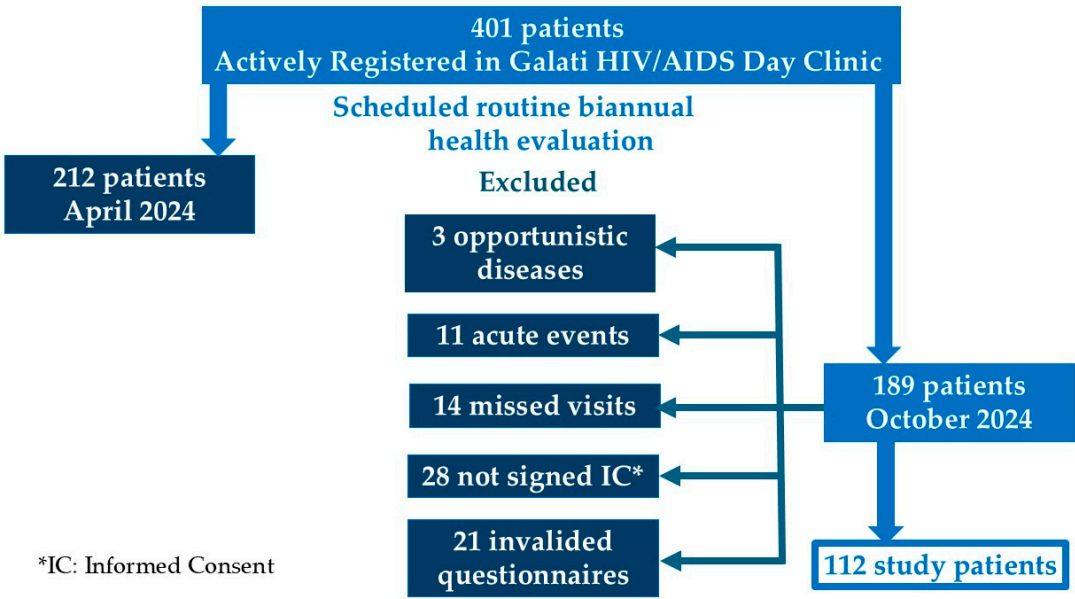 401 patients
Actively Registered in Galati HIV/AIDS Day Clinic
Scheduled routine biannual
health evaluation
212 patients
April 2024
Excluded
3 opportunistic
diseases
11 acute events
14 missed visits
28 not signed IC*
21 invalided
questionnaires
189 patients
October 2024
112 study patients
*IC: Informed Consent